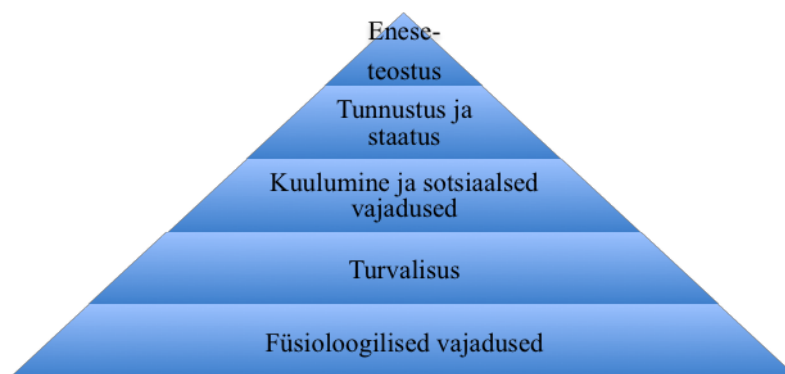 Enese-
teostus
Tunnustus ja
staatus
Kuulumine ja sotsiaalsed
vajadused
Turvalisus
Füsioloogilised vajadused